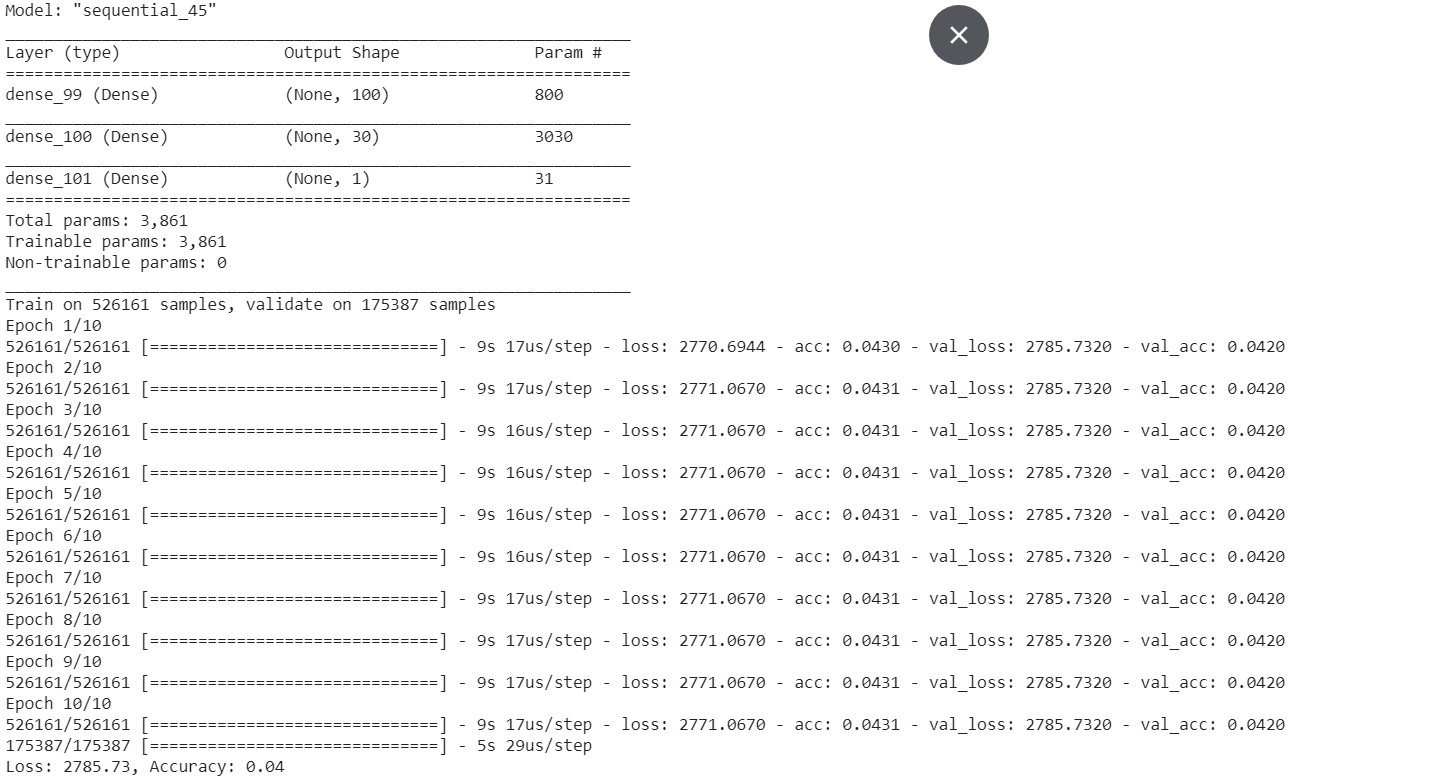 Model: "sequential_45"
_________________________________________________________________
Layer (type)                 Output Shape              Param #
=================================================================
dense_99 (Dense)             (None, 100)               800
_________________________________________________________________
dense_100 (Dense)            (None, 30)                3030
_________________________________________________________________
dense_101 (Dense)            (None, 1)                 31
=================================================================
Total params: 3,861
Trainable params: 3,861
Non-trainable params: 0
_________________________________________________________________
Train on 526161 samples, validate on 175387 samples
Epoch 1/10
526161/526161 [==============================] - 9s 17us/step - loss: 2770.6944 - acc: 0.0430 - val_loss: 2785.7320 - val_acc: 0.0420
Epoch 2/10
526161/526161 [==============================] - 9s 17us/step - loss: 2771.0670 - acc: 0.0431 - val_loss: 2785.7320 - val_acc: 0.0420
Epoch 3/10
526161/526161 [==============================] - 9s 16us/step - loss: 2771.0670 - acc: 0.0431 - val_loss: 2785.7320 - val_acc: 0.0420
Epoch 4/10
526161/526161 [==============================] - 9s 16us/step - loss: 2771.0670 - acc: 0.0431 - val_loss: 2785.7320 - val_acc: 0.0420
Epoch 5/10
526161/526161 [==============================] - 9s 16us/step - loss: 2771.0670 - acc: 0.0431 - val_loss: 2785.7320 - val_acc: 0.0420
Epoch 6/10
526161/526161 [==============================] - 9s 16us/step - loss: 2771.0670 - acc: 0.0431 - val_loss: 2785.7320 - val_acc: 0.0420
Epoch 7/10
526161/526161 [==============================] - 9s 17us/step - loss: 2771.0670 - acc: 0.0431 - val_loss: 2785.7320 - val_acc: 0.0420
Epoch 8/10
526161/526161 [==============================] - 9s 17us/step - loss: 2771.0670 - acc: 0.0431 - val_loss: 2785.7320 - val_acc: 0.0420
Epoch 9/10
526161/526161 [==============================] - 9s 17us/step - loss: 2771.0670 - acc: 0.0431 - val_loss: 2785.7320 - val_acc: 0.0420
Epoch 10/10
526161/526161 [==============================] - 9s 17us/step - loss: 2771.0670 - acc: 0.0431 - val_loss: 2785.7320 - val_acc: 0.0420
175387/175387 [==============================] - 5s 29us/step
Loss: 2785.73, Accuracy: 0.04